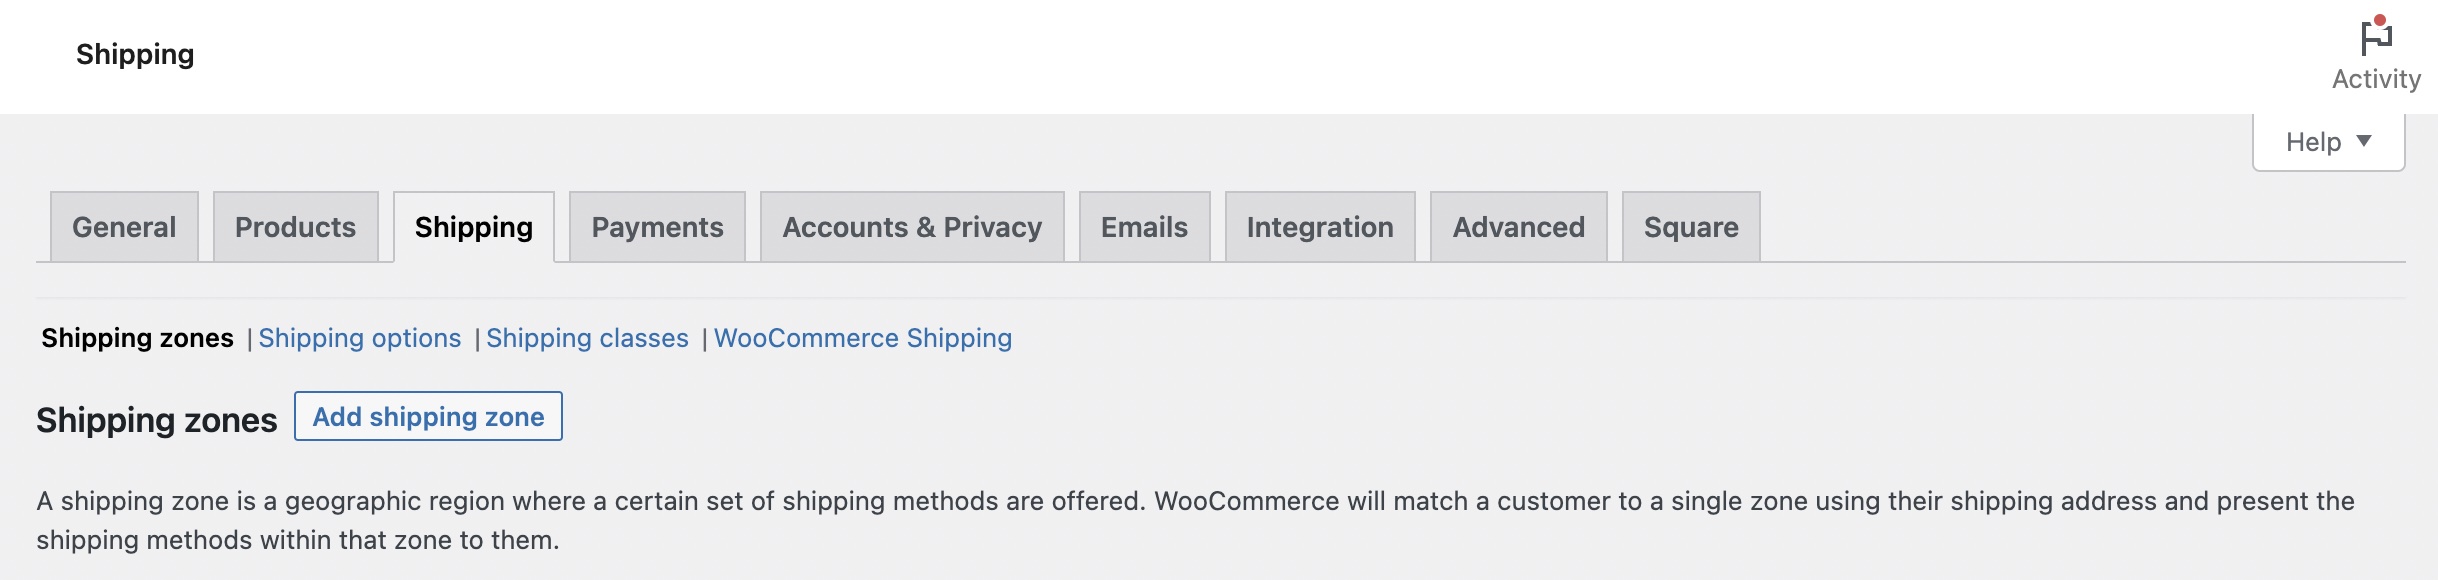 Shipping
Activity
Help ▼
General Products Shipping Payments Accounts & Privacy Emails Integration Advanced Square
Shipping zones | Shipping options | Shipping classes | WooCommerce Shipping
Shipping zones Add shipping zone
A shipping zone is a geographic region where a certain set of shipping methods are offered. WooCommerce will match a customer to a single zone using their shipping address and present the
shipping methods within that zone to them.